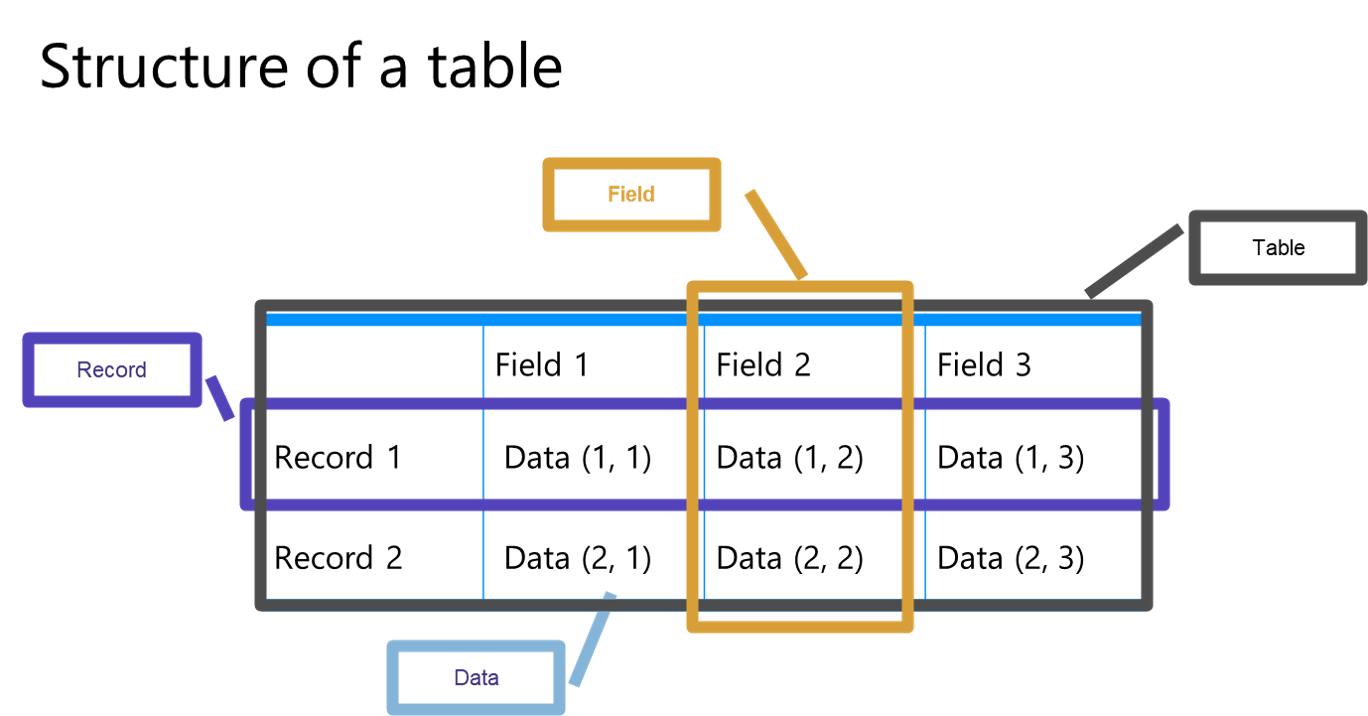 Structure of a table
Field
Table
Record
Field 1 Field 2 Field 3
Record 1 Data (1, 1) Data (1, 2) Data (1, 3)
Record 2 Data (2, 1) Data (2, 2) Data (2, 3)
Data